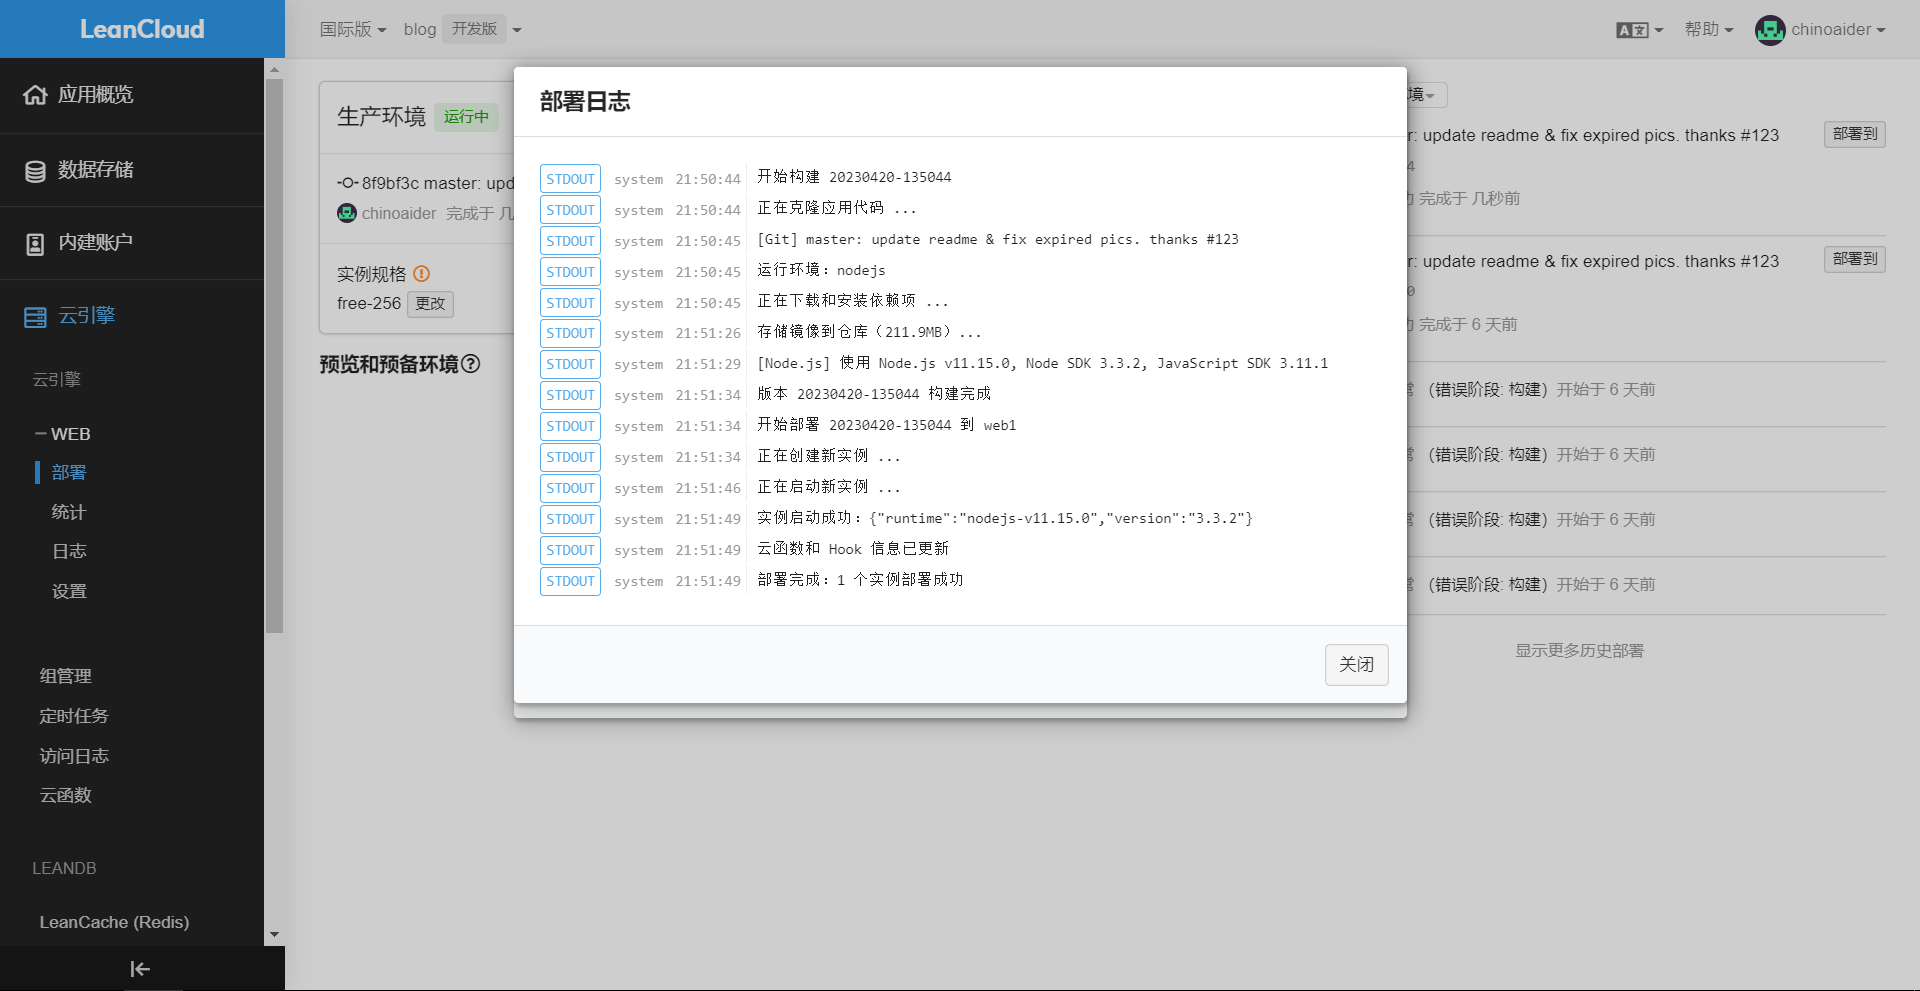 LeanCloud
国际版
blog
开发版
帮助
chinoaider
应用概览
数据存储
内建账户
云引擎
云引擎
WEB
部署
统计
日志
设置
组管理
定时任务
访问日志
云函数
LEANDB
LeanCache (Redis)
生产环境
运行中
8f9bf3c master: upd
chinoaider 完成于 几
实例规格
free-256 更改
预览和预备环境
部署日志
STDOUT system 21:50:44 开始构建 20230420-135044
STDOUT system 21:50:44 正在克隆应用代码 ...
STDOUT system 21:50:45 [Git] master: update readme & fix expired pics. thanks #123
STDOUT system 21:50:45 运行环境：nodejs
STDOUT system 21:50:45 正在下载和安装依赖项 ...
STDOUT system 21:51:26 存储镜像到仓库（211.9MB）...
STDOUT system 21:51:29 [Node.js] 使用 Node.js v11.15.0, Node SDK 3.3.2, JavaScript SDK 3.11.1
STDOUT system 21:51:34 版本 20230420-135044 构建完成
STDOUT system 21:51:34 开始部署 20230420-135044 到 web1
STDOUT system 21:51:34 正在创建新实例 ...
STDOUT system 21:51:46 正在启动新实例 ...
STDOUT system 21:51:49 实例启动成功：{"runtime":"nodejs-v11.15.0","version":"3.3.2"}
STDOUT system 21:51:49 云函数和 Hook 信息已更新
STDOUT system 21:51:49 部署完成：1 个实例部署成功
关闭
境
r: update readme & fix expired pics. thanks #123 部署到
4
完成于 几秒前
r: update readme & fix expired pics. thanks #123 部署到
0
完成于 6 天前
(错误阶段: 构建) 开始于 6 天前
(错误阶段: 构建) 开始于 6 天前
(错误阶段: 构建) 开始于 6 天前
(错误阶段: 构建) 开始于 6 天前
显示更多历史部署